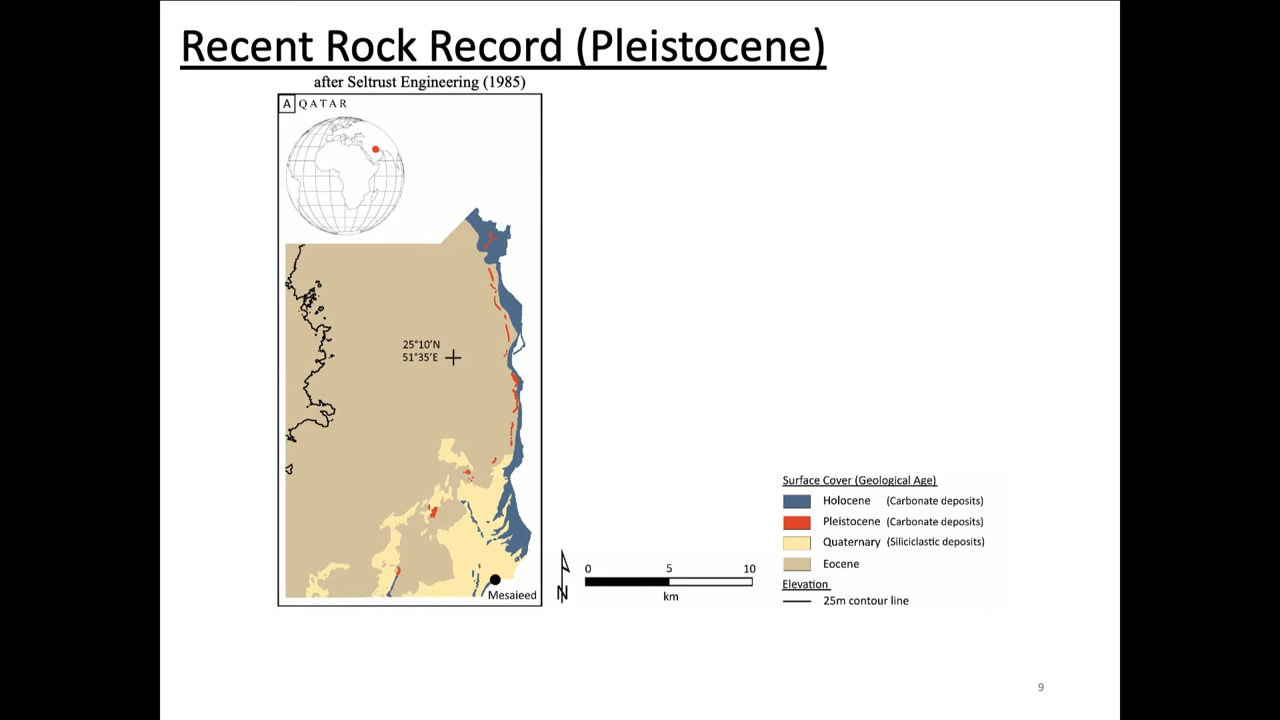 Recent Rock Record (Pleistocene)
after Seltrust Engineering (1985)
A QATAR
25°10'N
51°35'E
Mesaieed
N
0 5 10
km
Surface Cover (Geological Age)
Holocene (Carbonate deposits)
Pleistocene (Carbonate deposits)
Quaternary (Siliciclastic deposits)
Eocene
Elevation
25m contour line
9